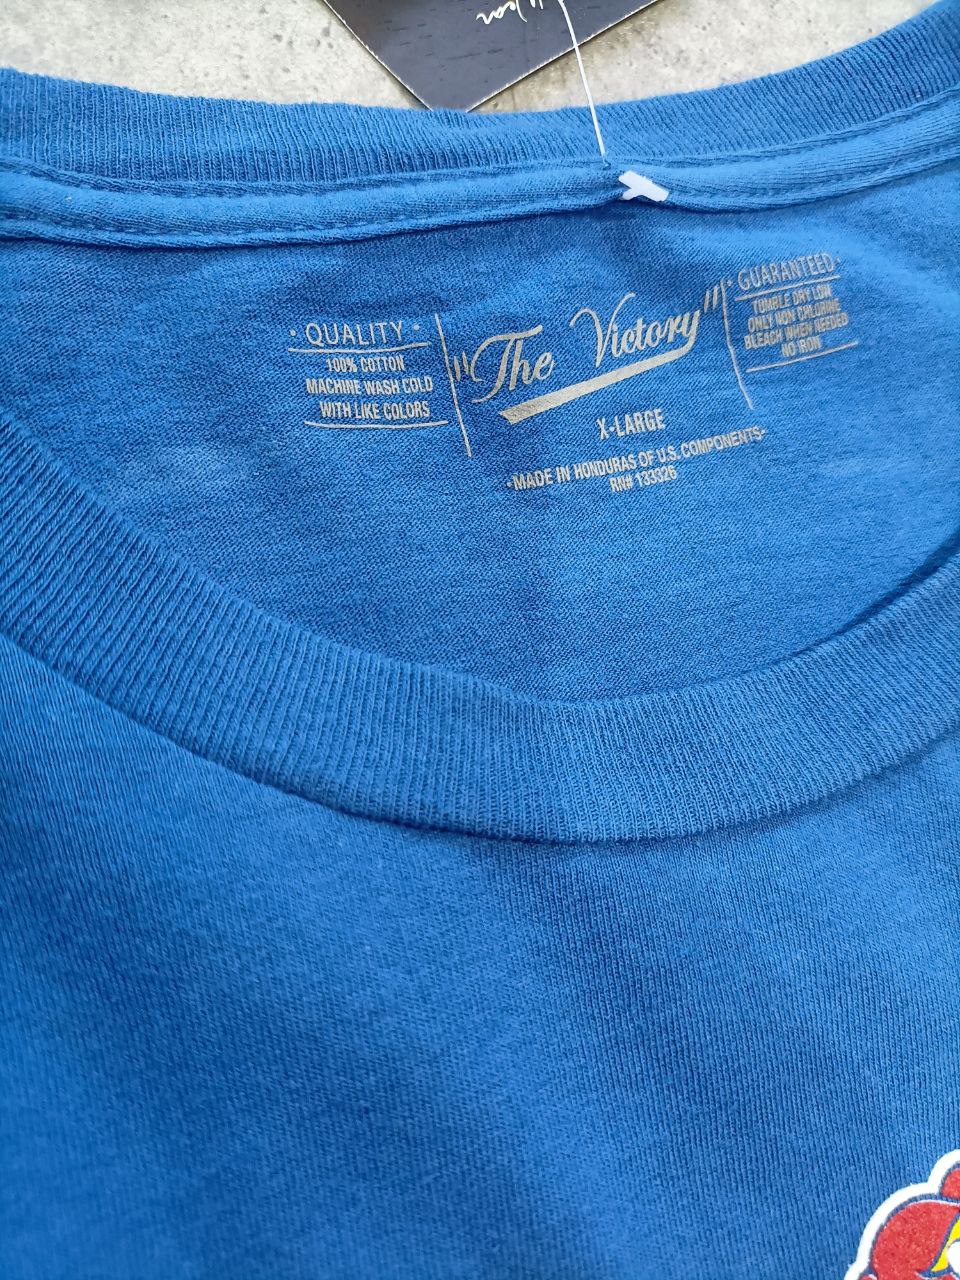 · QUALITY ·
100% COTTON
MACHINE WASH COLD
WITH LIKE COLORS
"The Victory"
X-LARGE
·MADE IN HONDURAS OF U.S. COMPONENTS·
RN# 133326
· GUARANTEED ·
TUMBLE DRY LOW
ONLY NON CHLORINE
BLEACH WHEN NEEDED
NO IRON